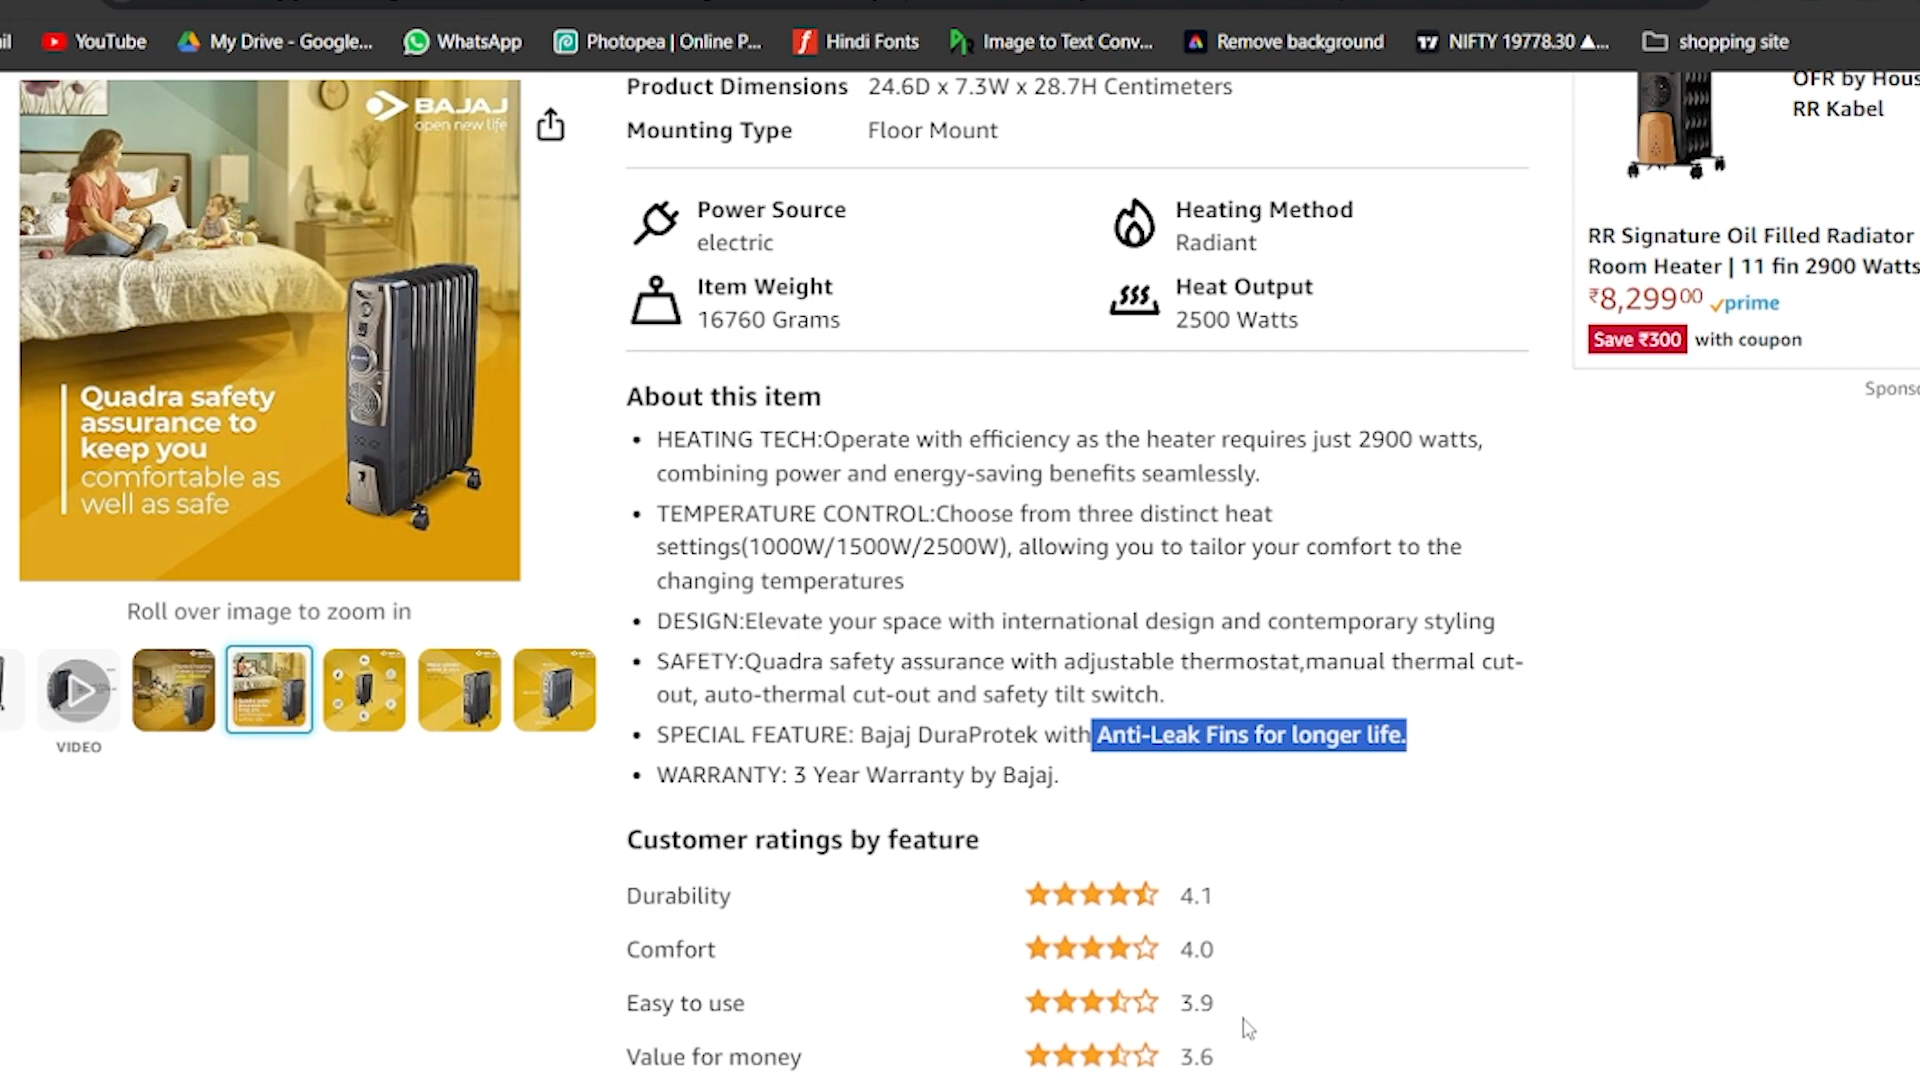 il
YouTube
My Drive - Google...
WhatsApp
Photopea | Online P...
Hindi Fonts
Image to Text Conv...
Remove background
NIFTY 19778.30 ▲...
shopping site
BAJAJ
open new life
Quadra safety
assurance to
keep you
comfortable as
well as safe
Roll over image to zoom in
VIDEO
Product Dimensions 24.6D x 7.3W x 28.7H Centimeters
Mounting Type Floor Mount
Power Source
electric
Heating Method
Radiant
Item Weight
16760 Grams
Heat Output
2500 Watts
About this item
• HEATING TECH:Operate with efficiency as the heater requires just 2900 watts,
combining power and energy-saving benefits seamlessly.
• TEMPERATURE CONTROL:Choose from three distinct heat
settings(1000W/1500W/2500W), allowing you to tailor your comfort to the
changing temperatures
• DESIGN:Elevate your space with international design and contemporary styling
• SAFETY:Quadra safety assurance with adjustable thermostat,manual thermal cut-
out, auto-thermal cut-out and safety tilt switch.
• SPECIAL FEATURE: Bajaj DuraProtek with Anti-Leak Fins for longer life.
• WARRANTY: 3 Year Warranty by Bajaj.
Customer ratings by feature
Durability 4.1
Comfort 4.0
Easy to use 3.9
Value for money 3.6
OFR by Hous
RR Kabel
RR Signature Oil Filled Radiator
Room Heater | 11 fin 2900 Watts
₹8,29900 prime
Save ₹300 with coupon
Sponso